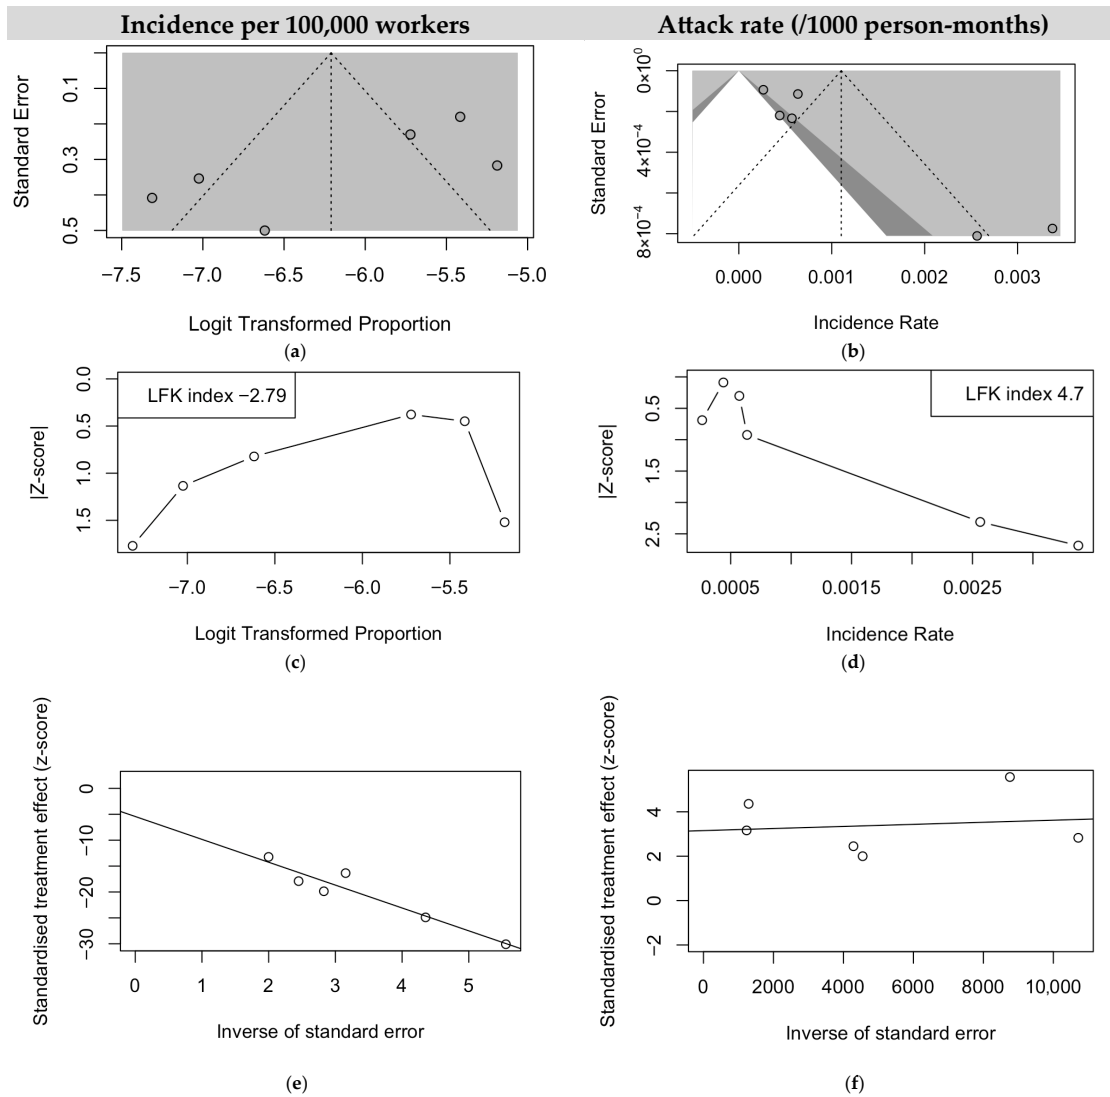 Incidence per 100,000 workers
Attack rate (/1000 person-months)
Standard Error
0.1
0.3
0.5
−7.5 −7.0 −6.5 −6.0 −5.5 −5.0
Logit Transformed Proportion
(a)
Standard Error
0×10⁰
4×10⁻⁴
8×10⁻⁴
0.000 0.001 0.002 0.003
Incidence Rate
(b)
|Z-score|
0.0
0.5
1.0
1.5
LFK index −2.79
−7.0 −6.5 −6.0 −5.5
Logit Transformed Proportion
(c)
|Z-score|
0.5
1.5
2.5
LFK index 4.7
0.0005 0.0015 0.0025
Incidence Rate
(d)
Standardised treatment effect (z-score)
0
−10
−20
−30
0 1 2 3 4 5
Inverse of standard error
(e)
Standardised treatment effect (z-score)
4
2
0
−2
0 2000 4000 6000 8000 10,000
Inverse of standard error
(f)